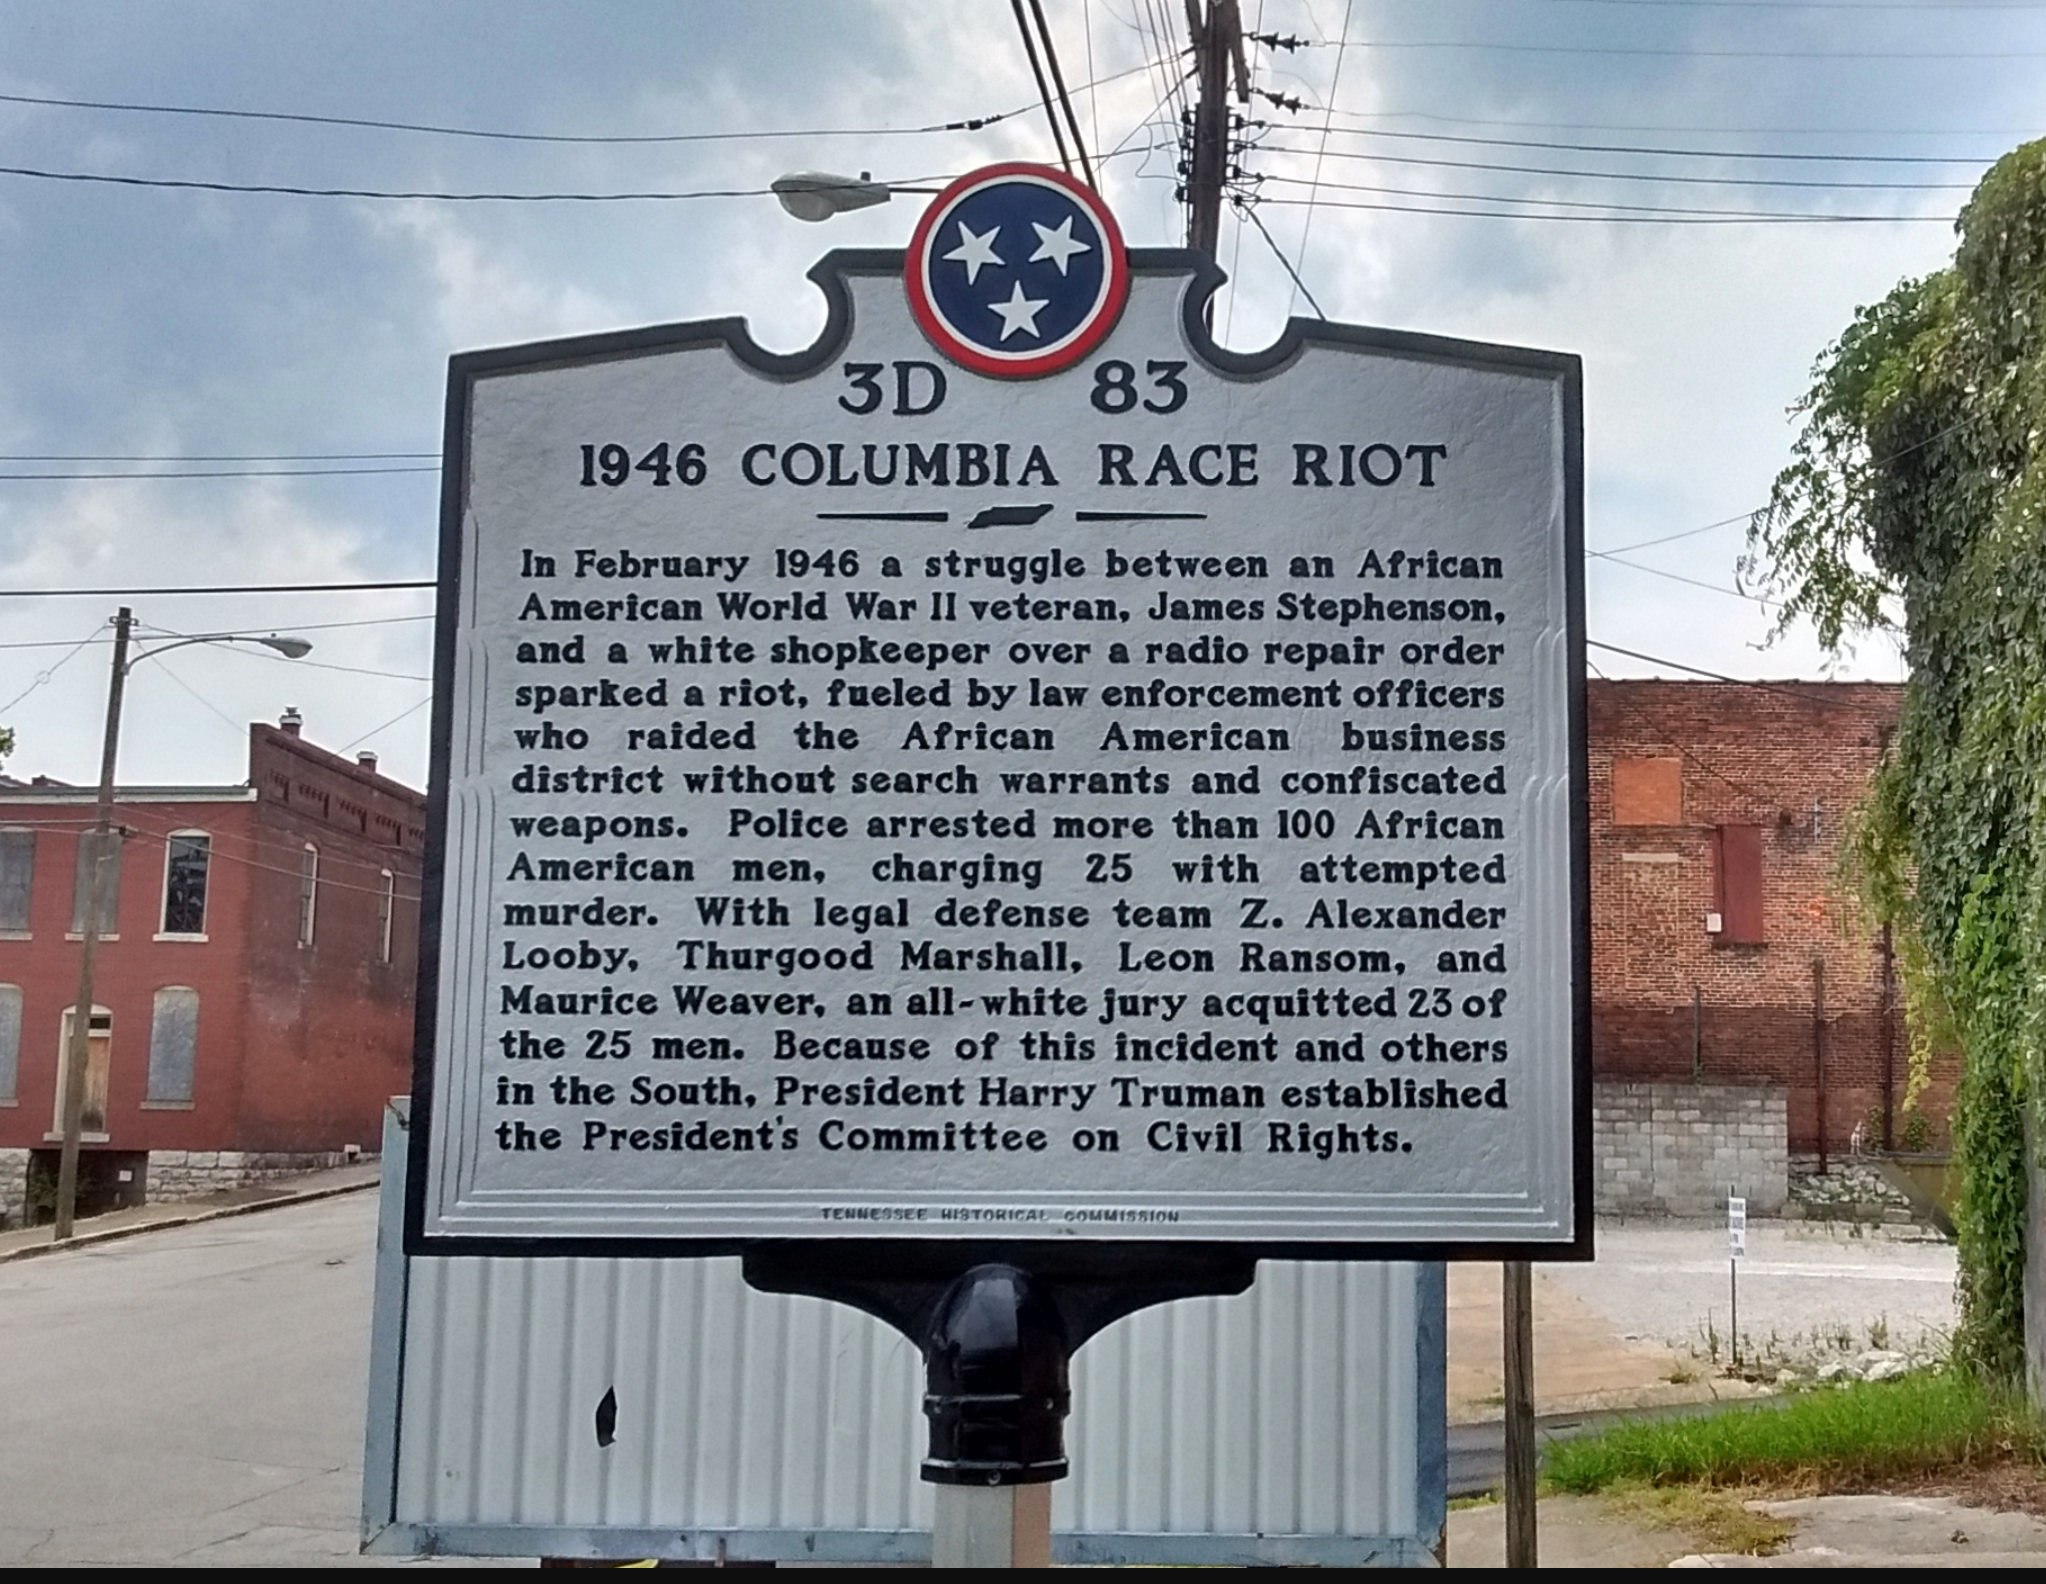 3D 83
1946 COLUMBIA RACE RIOT
In February 1946 a struggle between an African
American World War II veteran, James Stephenson,
and a white shopkeeper over a radio repair order
sparked a riot, fueled by law enforcement officers
who raided the African American business
district without search warrants and confiscated
weapons. Police arrested more than 100 African
American men, charging 25 with attempted
murder. With legal defense team Z. Alexander
Looby, Thurgood Marshall, Leon Ransom, and
Maurice Weaver, an all-white jury acquitted 23 of
the 25 men. Because of this incident and others
in the South, President Harry Truman established
the President's Committee on Civil Rights.
TENNESSEE HISTORICAL COMMISSION